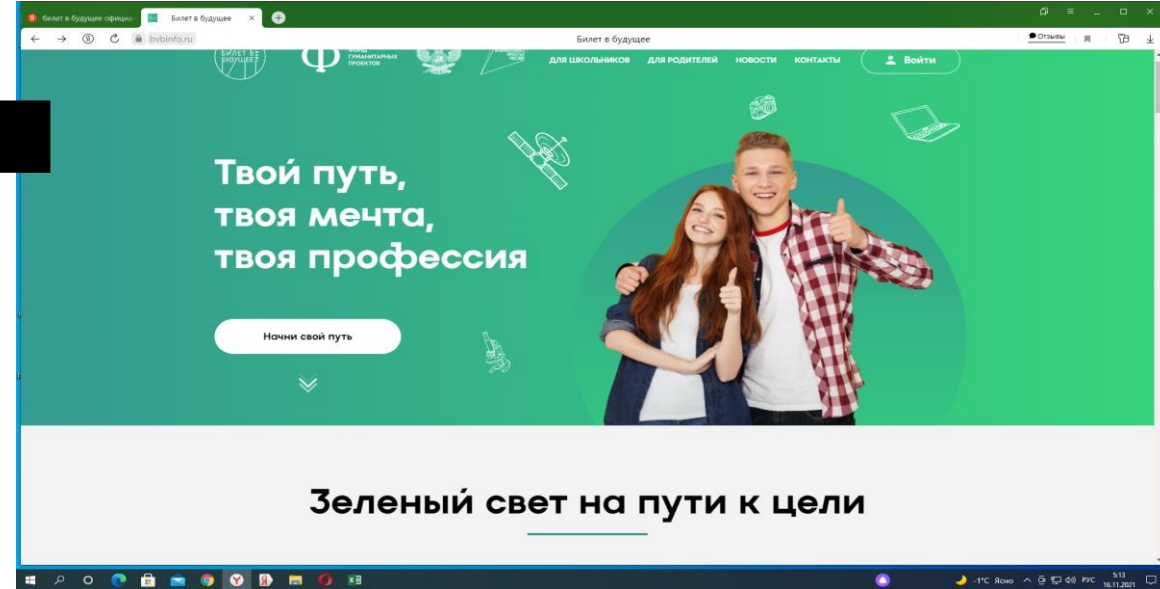 билет в будущее официал
Билет в будущее
bvbinfo.ru
Билет в будущее
Отзывы
БИЛЕТ В
БУДУЩЕЕ
ФОНД
ГУМАНИТАРНЫХ
ПРОЕКТОВ
ДЛЯ ШКОЛЬНИКОВ ДЛЯ РОДИТЕЛЕЙ НОВОСТИ КОНТАКТЫ
Войти
Твой путь,
твоя мечта,
твоя профессия
Начни свой путь
Зеленый свет на пути к цели
-1°C Ясно
РУС
5:13
16.11.2021